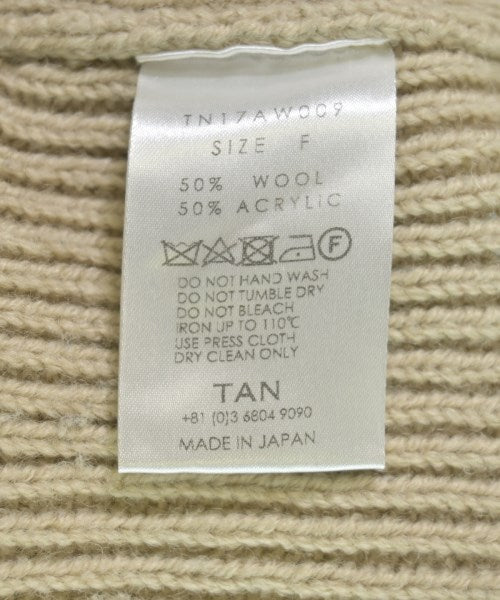 TN17AW009
SIZE F
50% WOOL
50% ACRYLIC
F
DO NOT HAND WASH
DO NOT TUMBLE DRY
DO NOT BLEACH
IRON UP TO 110℃
USE PRESS CLOTH
DRY CLEAN ONLY
TAN
+81 (0)3 6804 9090
MADE IN JAPAN